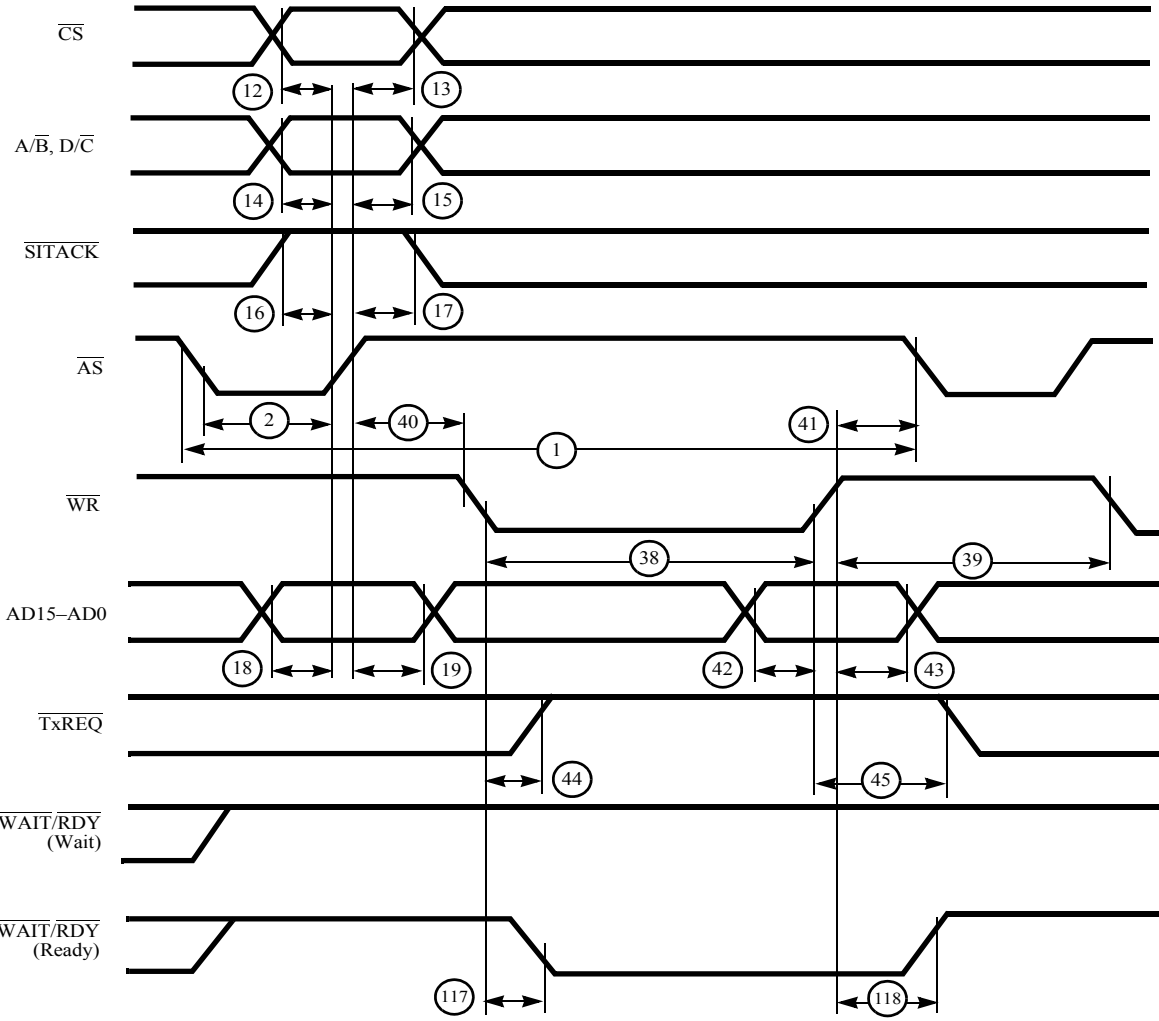 CS
12
13
A/B, D/C
14
15
SITACK
16
17
AS
2
40
41
1
WR
38
39
AD15–AD0
18
19
42
43
TxREQ
44
45
WAIT/RDY
(Wait)
WAIT/RDY
(Ready)
117
118